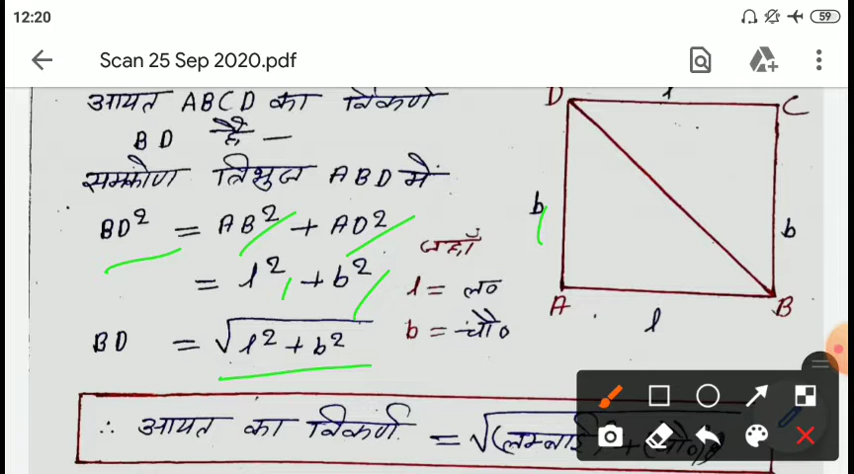 12:20
59
Scan 25 Sep 2020.pdf
आयत ABCD का विकर्ण
BD है —
समकोण त्रिभुज ABD में
BD² = AB² + AD²
= l² + b²
BD = √l² + b²
जहाँ
l = ल०
b = चौ०
∴ आयत का विकर्ण = √(लम्बाई)² + (चौ०)²
D
l
C
b
b
A
l
B